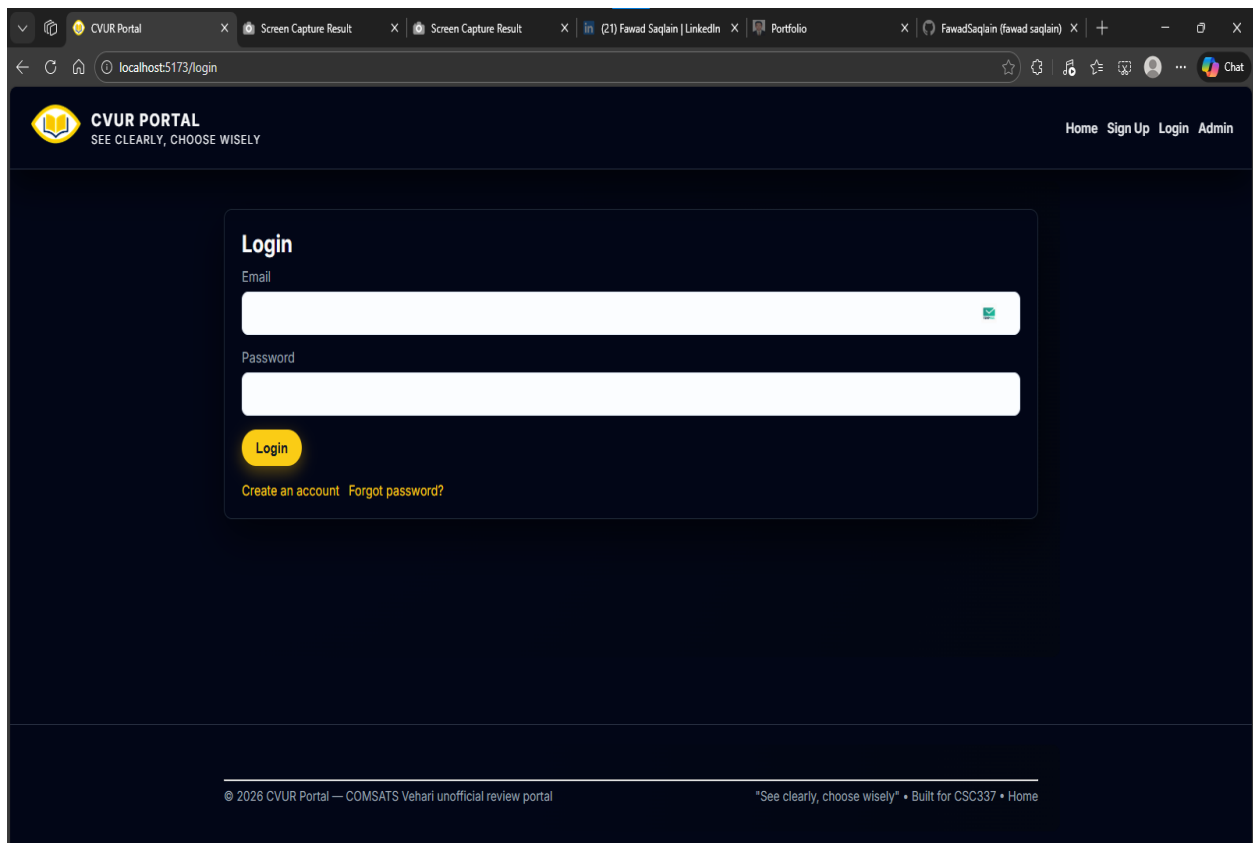 CVUR Portal
Screen Capture Result
Screen Capture Result
(21) Fawad Saqlain | LinkedIn
Portfolio
FawadSaqlain (fawad saqlain)
localhost:5173/login
Chat
CVUR PORTAL
SEE CLEARLY, CHOOSE WISELY
Home Sign Up Login Admin
Login
Email
Password
Login
Create an account Forgot password?
© 2026 CVUR Portal — COMSATS Vehari unofficial review portal
"See clearly, choose wisely" • Built for CSC337 • Home